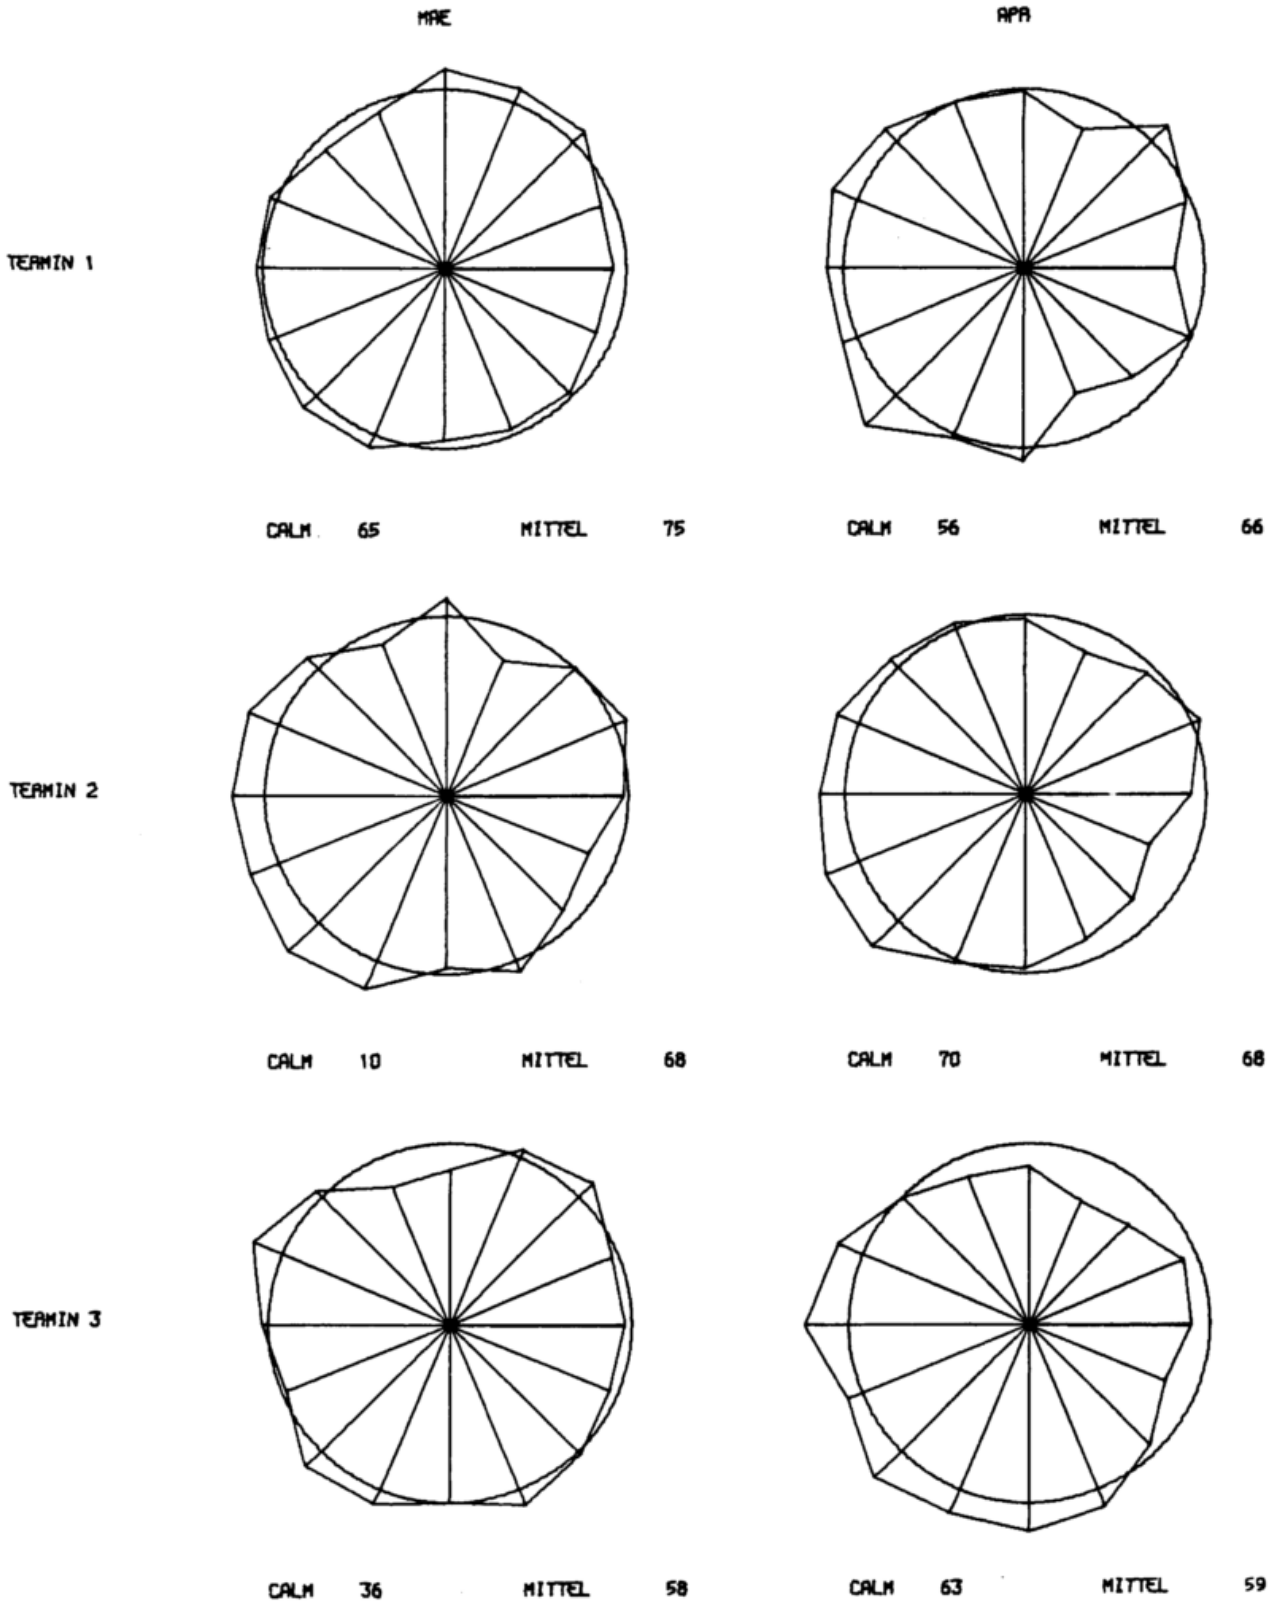 MAE APR
TERMIN 1
CALM 65 MITTEL 75 CALM 56 MITTEL 66
TERMIN 2
CALM 10 MITTEL 68 CALM 70 MITTEL 68
TERMIN 3
CALM 36 MITTEL 58 CALM 63 MITTEL 59